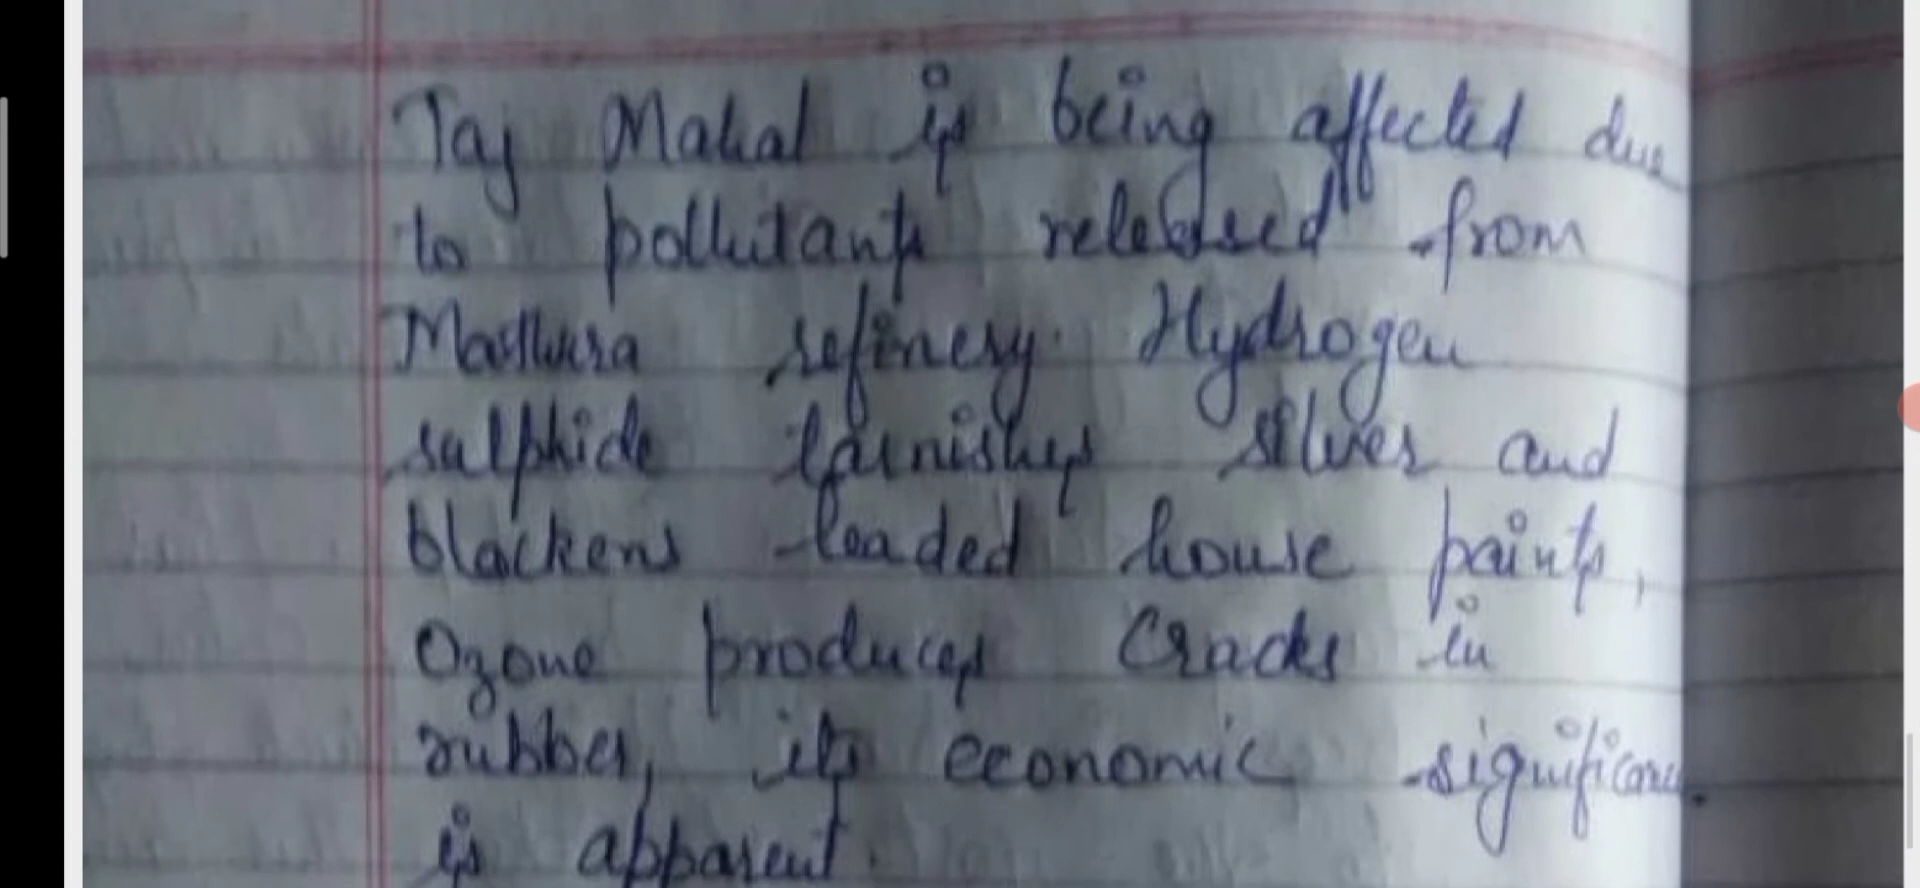 Taj Mahal is being affected due
to pollutants released from
Mathura refinery. Hydrogen
sulphide tarnishes silver and
blackens leaded house paints,
Ozone produces cracks in
rubber, its economic significance
is apparent.